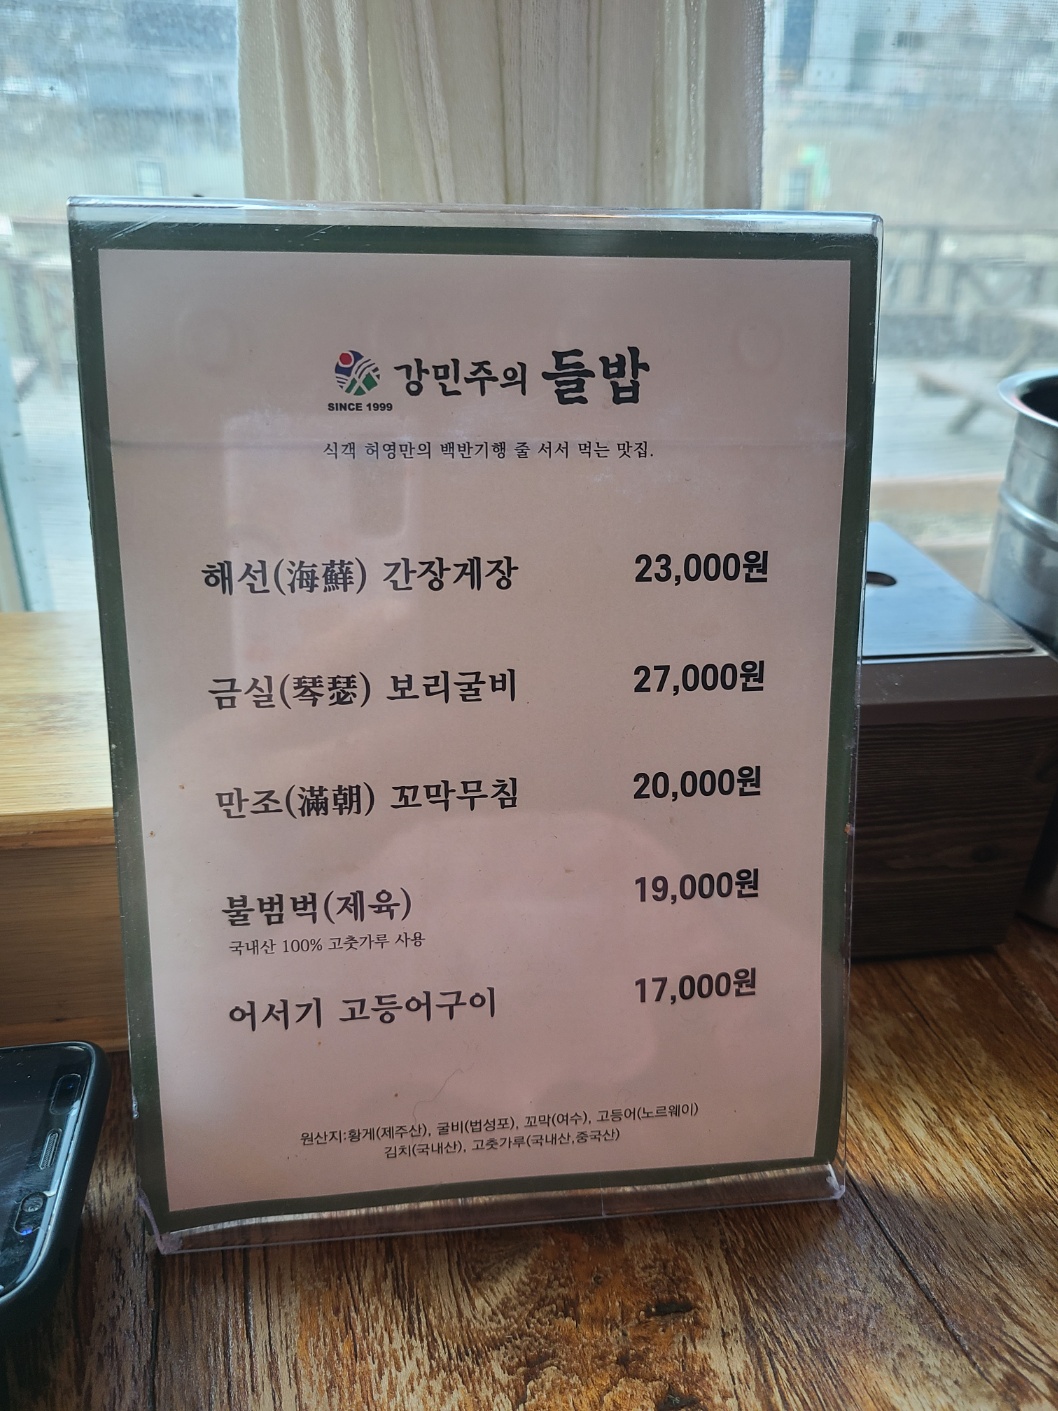 강민주의 들밥
SINCE 1999
식객 허영만의 백반기행 줄 서서 먹는 맛집.
해선(海蘚) 간장게장 23,000원
금실(琴瑟) 보리굴비 27,000원
만조(滿朝) 꼬막무침 20,000원
불범벅(제육) 19,000원
국내산 100% 고춧가루 사용
어서기 고등어구이 17,000원
원산지:황게(제주산), 굴비(법성포), 꼬막(여수), 고등어(노르웨이)
김치(국내산), 고춧가루(국내산,중국산)